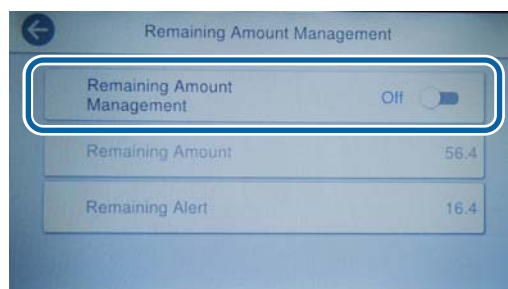 Remaining Amount Management
Remaining Amount
Management
Off
Remaining Amount
56.4
Remaining Alert
16.4